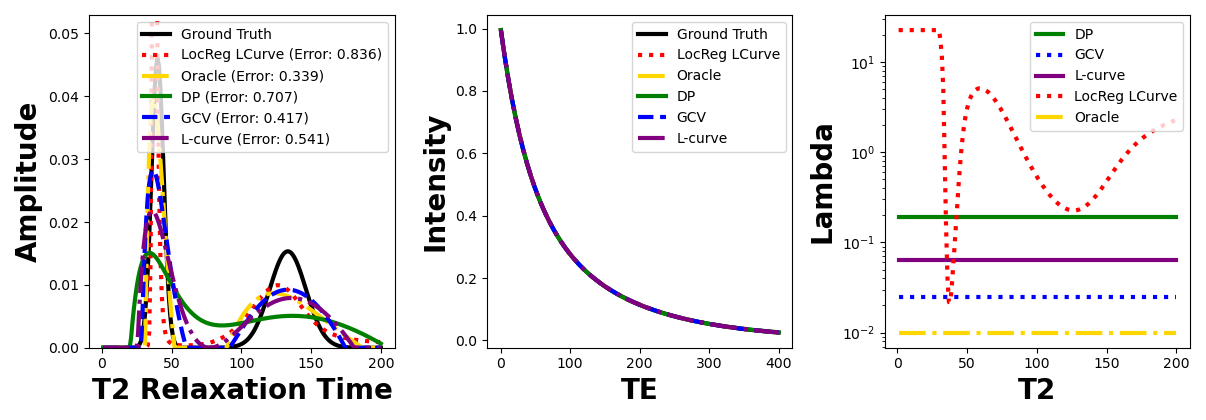 0.05
0.04
0.03
0.02
0.01
0.00
Amplitude
Ground Truth
LocReg LCurve (Error: 0.836)
Oracle (Error: 0.339)
DP (Error: 0.707)
GCV (Error: 0.417)
L-curve (Error: 0.541)
0 50 100 150 200
T2 Relaxation Time
1.0
0.8
0.6
0.4
0.2
0.0
Intensity
Ground Truth
LocReg LCurve
Oracle
DP
GCV
L-curve
0 100 200 300 400
TE
10¹
10⁰
10⁻¹
10⁻²
Lambda
DP
GCV
L-curve
LocReg LCurve
Oracle
0 50 100 150 200
T2